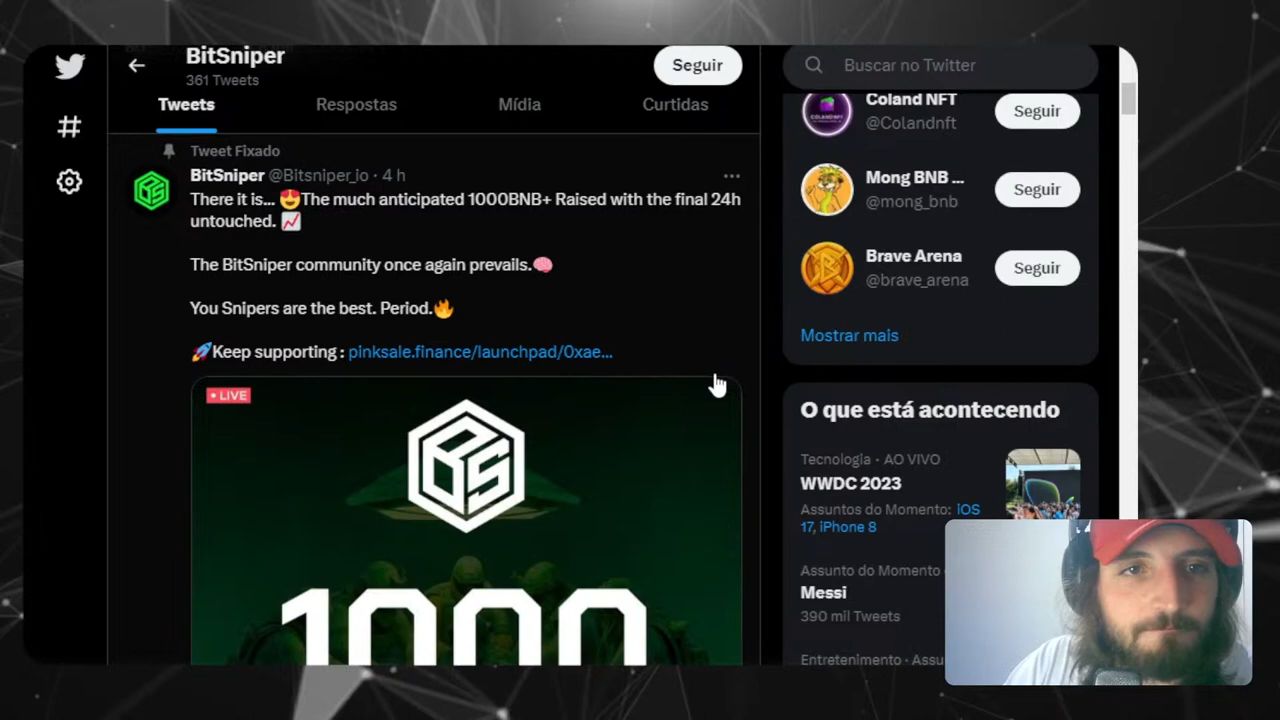 BitSniper
361 Tweets
Seguir
Tweets
Respostas
Mídia
Curtidas
Tweet Fixado
BitSniper @Bitsniper_io · 4 h
There it is... 😍The much anticipated 1000BNB+ Raised with the final 24h
untouched. 📈
The BitSniper community once again prevails.🧠
You Snipers are the best. Period.🔥
🚀Keep supporting : pinksale.finance/launchpad/0xae...
• LIVE
BS
1000
Buscar no Twitter
Coland NFT
@Colandnft
Seguir
Mong BNB ...
@mong_bnb
Seguir
Brave Arena
@brave_arena
Seguir
Mostrar mais
O que está acontecendo
Tecnologia · AO VIVO
WWDC 2023
Assuntos do Momento: iOS
17, iPhone 8
Assunto do Momento
Messi
390 mil Tweets
Entretenimento · Assu